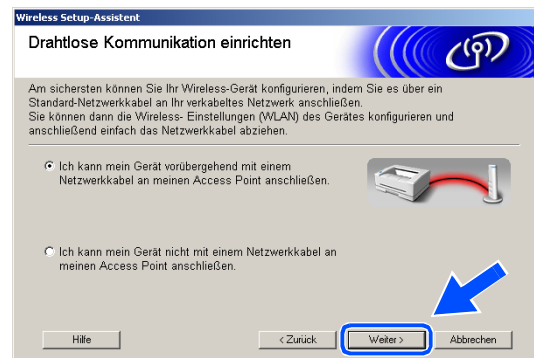 Wireless Setup-Assistent
Drahtlose Kommunikation einrichten
Am sichersten können Sie Ihr Wireless-Gerät konfigurieren, indem Sie es über ein
Standard-Netzwerkkabel an Ihr verkabeltes Netzwerk anschließen.
Sie können dann die Wireless- Einstellungen (WLAN) des Gerätes konfigurieren und
anschließend einfach das Netzwerkkabel abziehen.
Ich kann mein Gerät vorübergehend mit einem
Netzwerkkabel an meinen Access Point anschließen.
Ich kann mein Gerät nicht mit einem Netzwerkkabel an
meinen Access Point anschließen.
Hilfe
< Zurück
Weiter >
Abbrechen